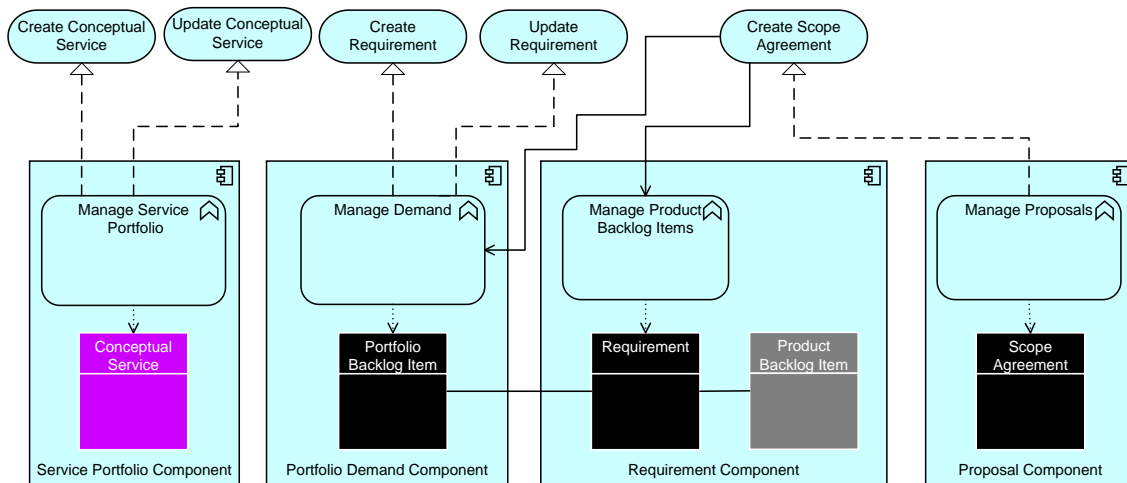 Create Conceptual
Service
Update Conceptual
Service
Create
Requirement
Update
Requirement
Create Scope
Agreement
Manage Service
Portfolio
Manage Demand
Manage Product
Backlog Items
Manage Proposals
Conceptual
Service
Portfolio
Backlog Item
Requirement
Product
Backlog Item
Scope
Agreement
Service Portfolio Component
Portfolio Demand Component
Requirement Component
Proposal Component